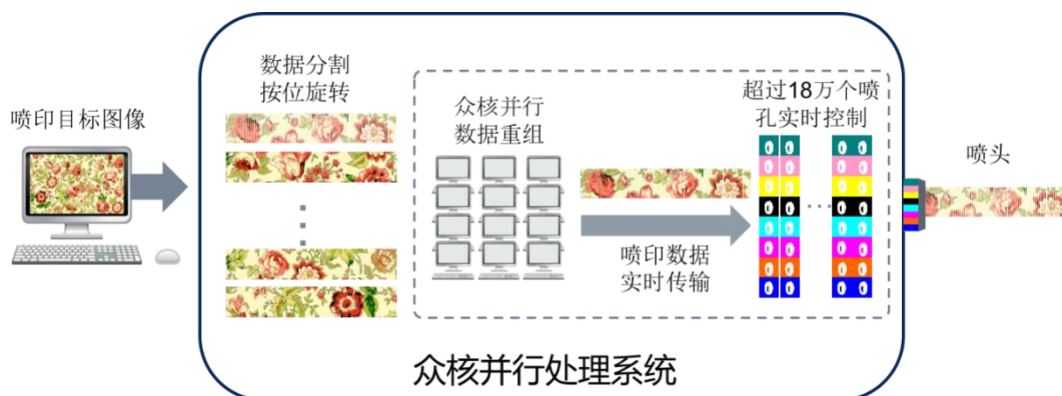 喷印目标图像
数据分割
按位旋转
众核并行
数据重组
喷印数据
实时传输
超过18万个喷
孔实时控制
喷头
众核并行处理系统